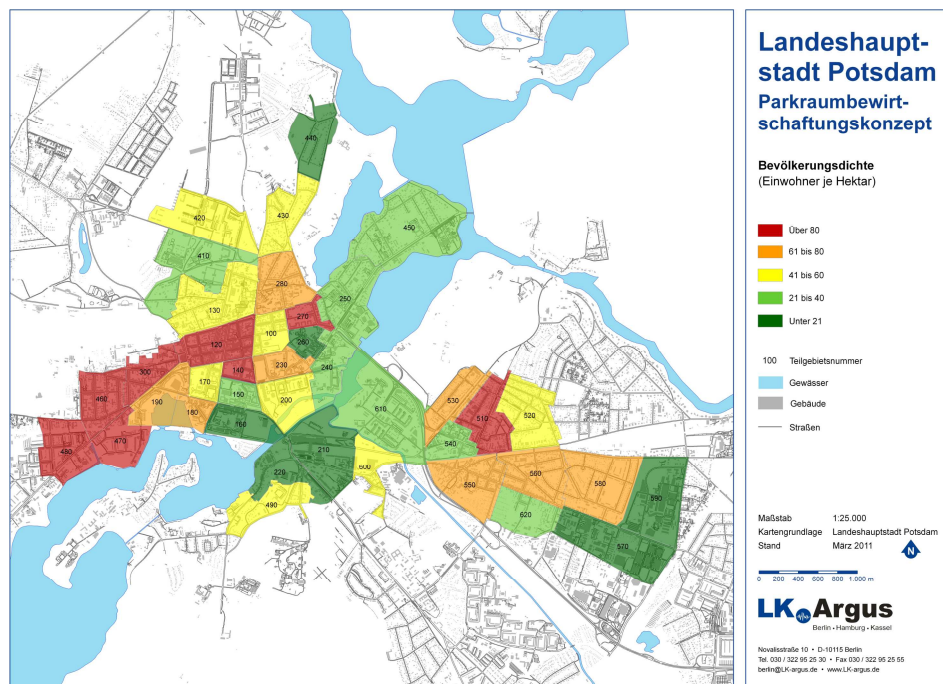 Landeshaupt-
stadt Potsdam
Parkraumbewirt-
schaftungskonzept
Bevölkerungsdichte
(Einwohner je Hektar)
Über 80
61 bis 80
41 bis 60
21 bis 40
Unter 21
100 Teilgebietsnummer
Gewässer
Gebäude
Straßen
Maßstab 1:25.000
Kartengrundlage Landeshauptstadt Potsdam
Stand März 2011
N
0 200 400 600 800 1.000 m
LK Argus
Berlin • Hamburg • Kassel
Novalisstraße 10 • D-10115 Berlin
Tel. 030 / 322 95 25 30 • Fax 030 / 322 95 25 55
berlin@LK-argus.de • www.LK-argus.de
440
420
430
450
410
280
250
130
270
100
120
260
300
140
230
240
170
460
150
190
200
180
610
530
510
520
160
210
540
480
470
220
600
560
550
580
590
490
620
570